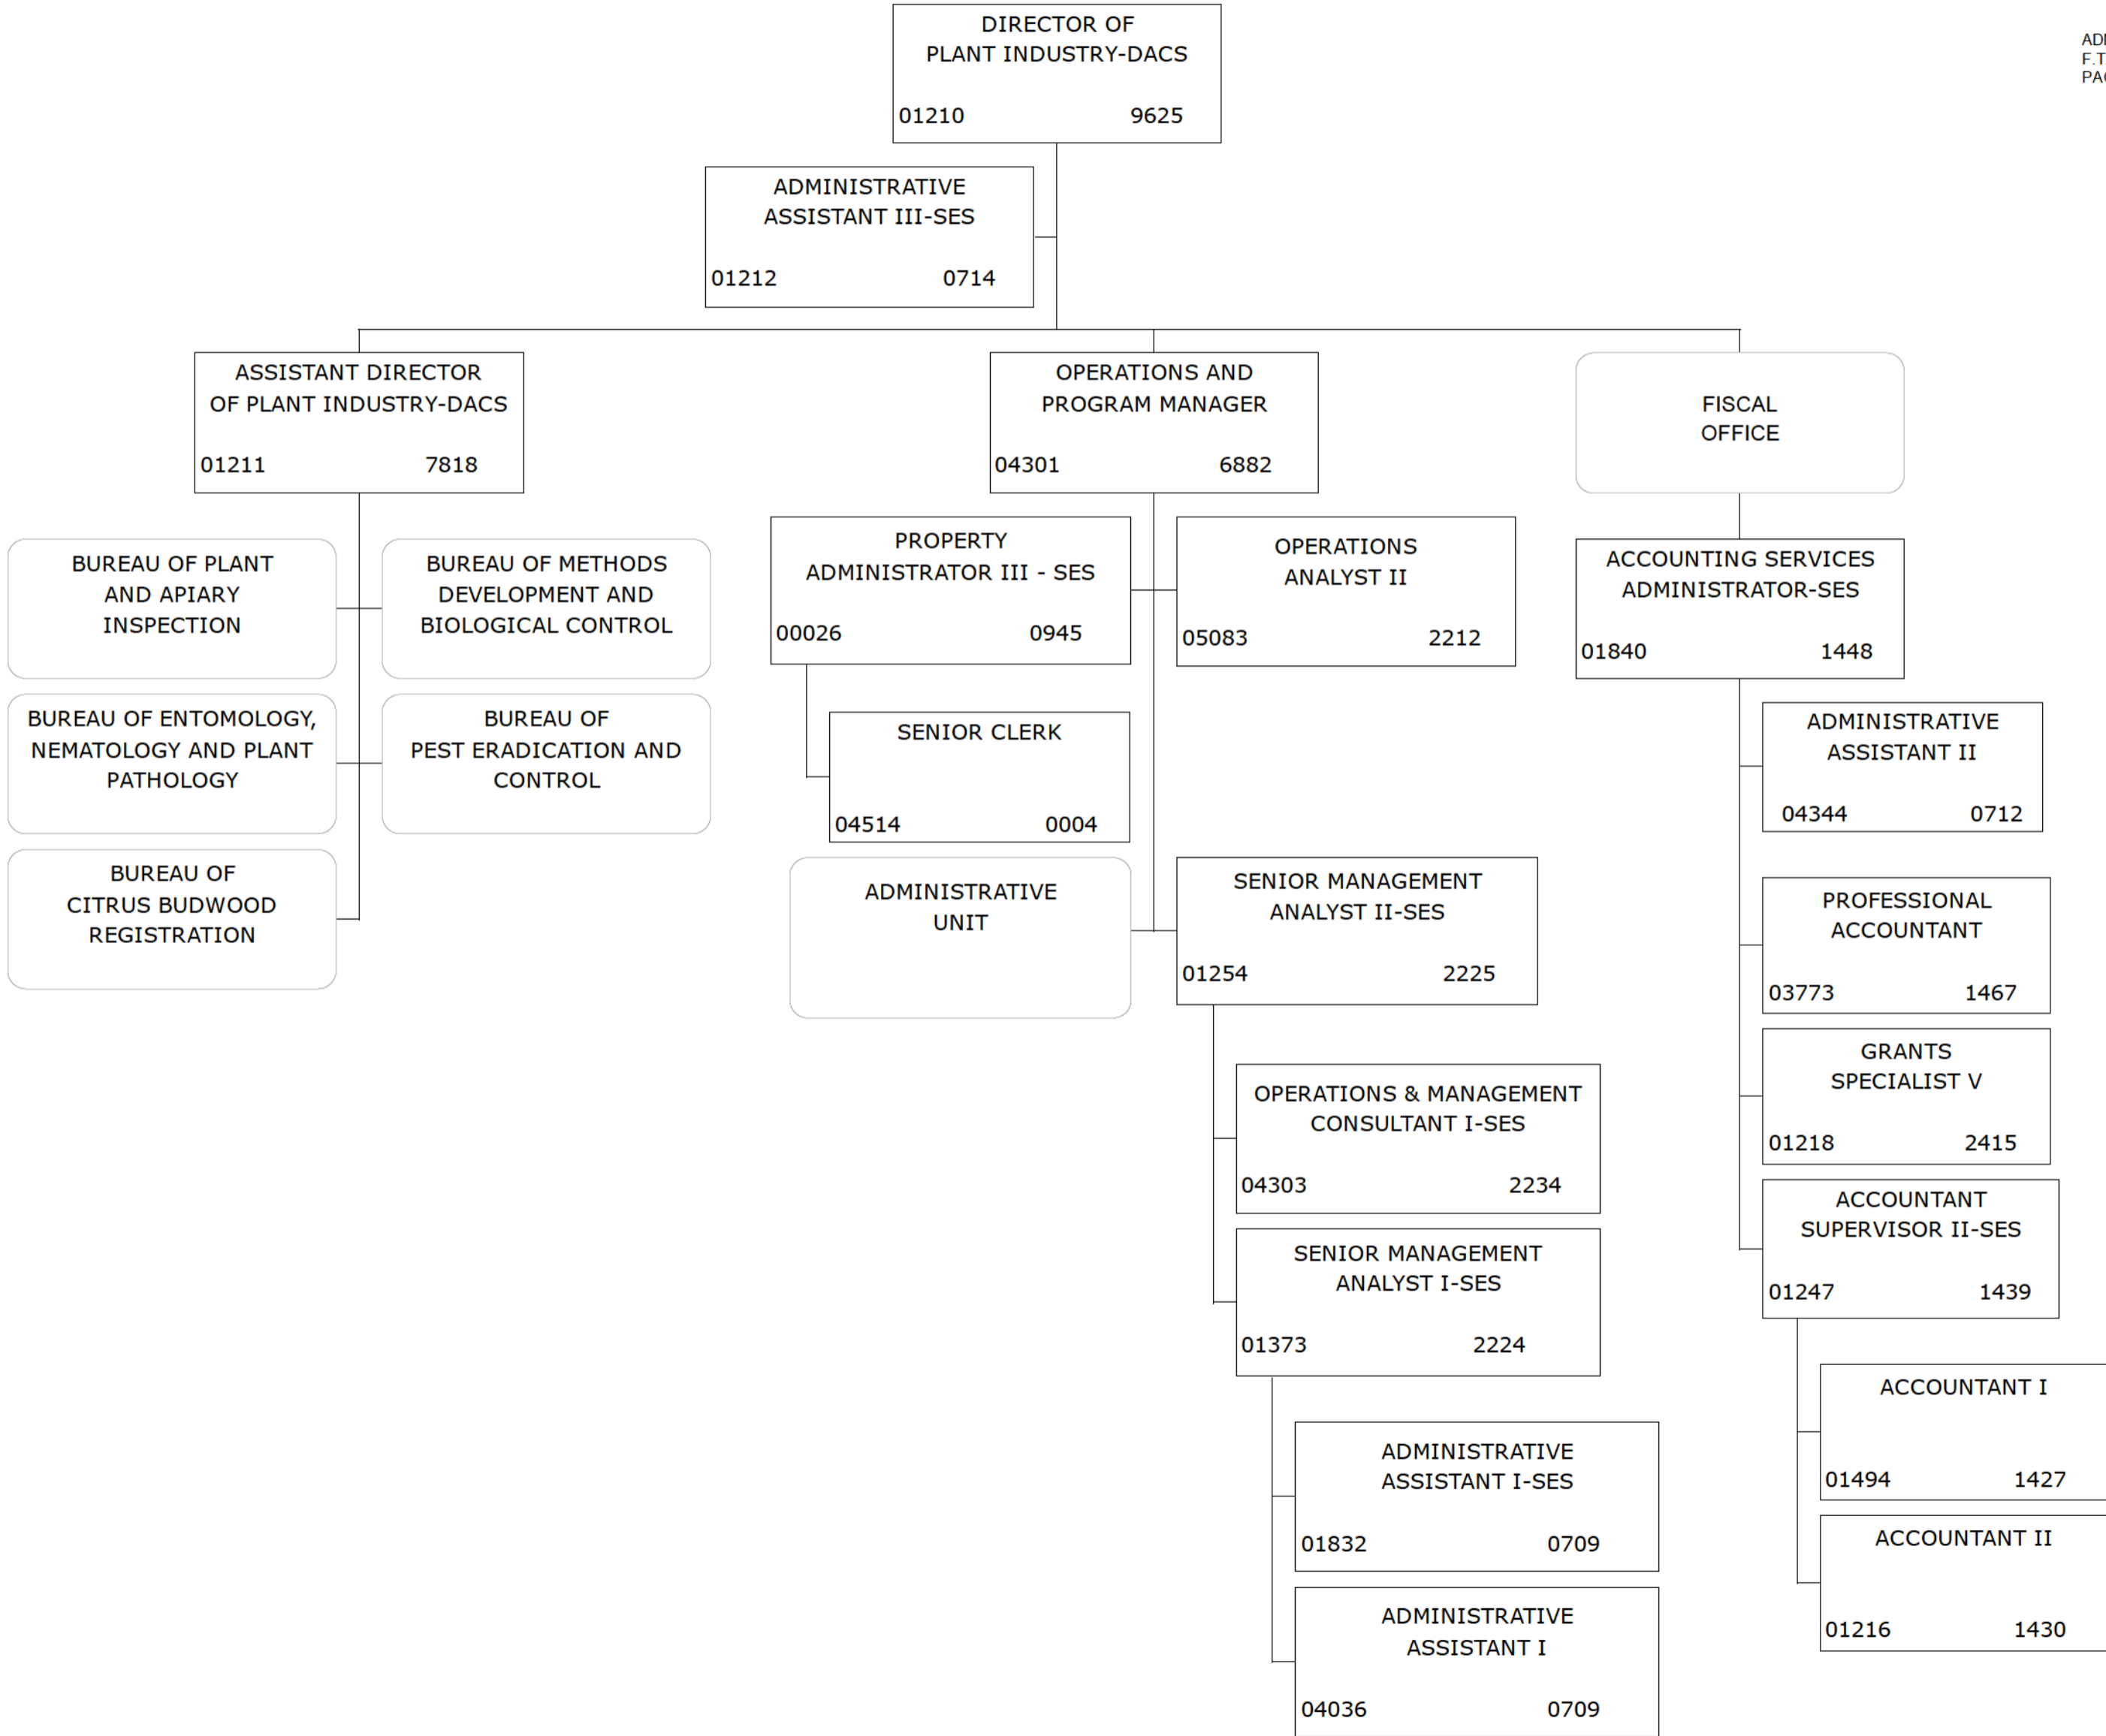 DIRECTOR OF
PLANT INDUSTRY-DACS
01210 9625
ADMINISTRATIVE
ASSISTANT III-SES
01212 0714
ASSISTANT DIRECTOR
OF PLANT INDUSTRY-DACS
01211 7818
BUREAU OF PLANT
AND APIARY
INSPECTION
BUREAU OF METHODS
DEVELOPMENT AND
BIOLOGICAL CONTROL
BUREAU OF ENTOMOLOGY,
NEMATOLOGY AND PLANT
PATHOLOGY
BUREAU OF
PEST ERADICATION AND
CONTROL
BUREAU OF
CITRUS BUDWOOD
REGISTRATION
OPERATIONS AND
PROGRAM MANAGER
04301 6882
PROPERTY
ADMINISTRATOR III - SES
00026 0945
OPERATIONS
ANALYST II
05083 2212
SENIOR CLERK
04514 0004
ADMINISTRATIVE
UNIT
SENIOR MANAGEMENT
ANALYST II-SES
01254 2225
OPERATIONS & MANAGEMENT
CONSULTANT I-SES
04303 2234
SENIOR MANAGEMENT
ANALYST I-SES
01373 2224
ADMINISTRATIVE
ASSISTANT I-SES
01832 0709
ADMINISTRATIVE
ASSISTANT I
04036 0709
FISCAL
OFFICE
ACCOUNTING SERVICES
ADMINISTRATOR-SES
01840 1448
ADMINISTRATIVE
ASSISTANT II
04344 0712
PROFESSIONAL
ACCOUNTANT
03773 1467
GRANTS
SPECIALIST V
01218 2415
ACCOUNTANT
SUPERVISOR II-SES
01247 1439
ACCOUNTANT I
01494 1427
ACCOUNTANT II
01216 1430